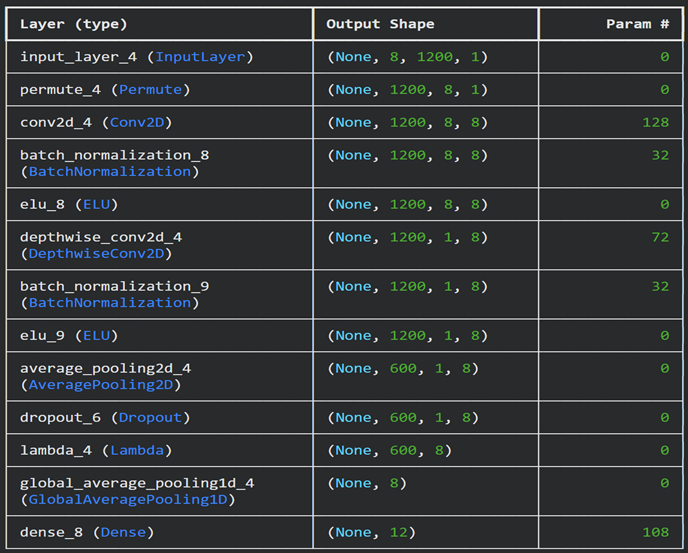 Layer (type) Output Shape Param #
input_layer_4 (InputLayer) (None, 8, 1200, 1) 0
permute_4 (Permute) (None, 1200, 8, 1) 0
conv2d_4 (Conv2D) (None, 1200, 8, 8) 128
batch_normalization_8 (None, 1200, 8, 8) 32
(BatchNormalization)
elu_8 (ELU) (None, 1200, 8, 8) 0
depthwise_conv2d_4 (None, 1200, 1, 8) 72
(DepthwiseConv2D)
batch_normalization_9 (None, 1200, 1, 8) 32
(BatchNormalization)
elu_9 (ELU) (None, 1200, 1, 8) 0
average_pooling2d_4 (None, 600, 1, 8) 0
(AveragePooling2D)
dropout_6 (Dropout) (None, 600, 1, 8) 0
lambda_4 (Lambda) (None, 600, 8) 0
global_average_pooling1d_4 (None, 8) 0
(GlobalAveragePooling1D)
dense_8 (Dense) (None, 12) 108